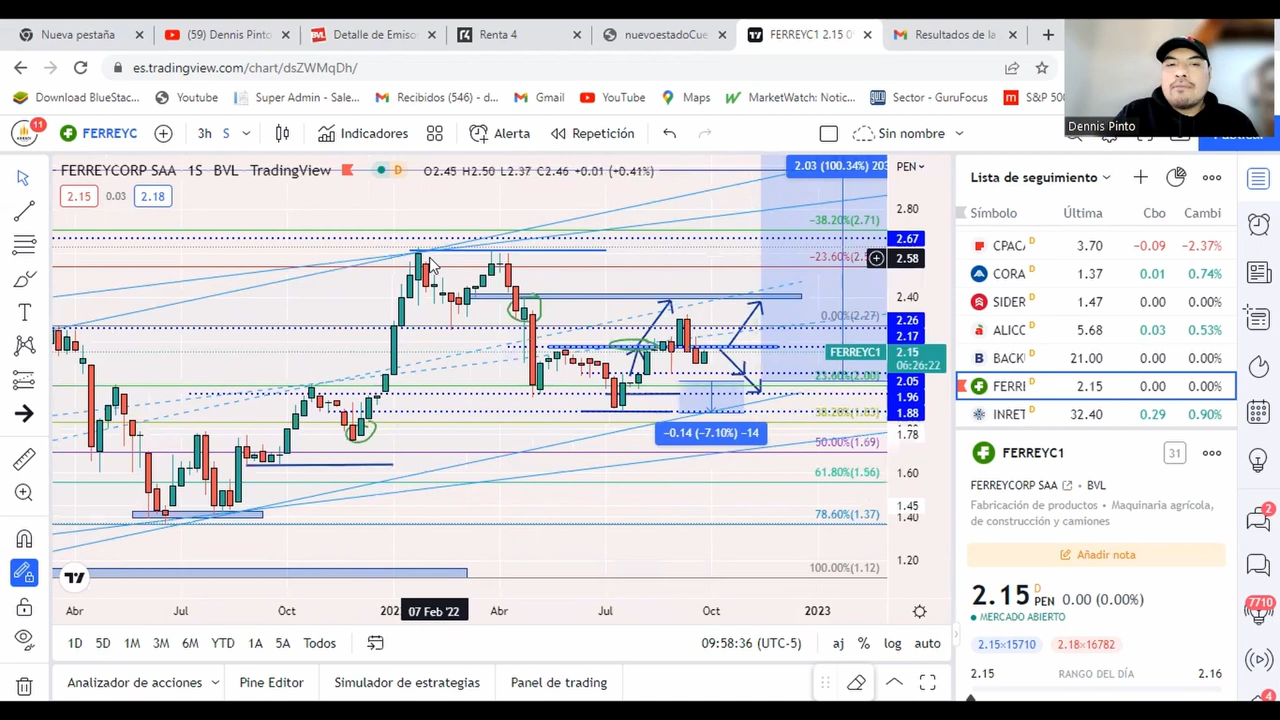 Nueva pestaña
(59) Dennis Pinto
BVL Detalle de Emiso
Renta 4
nuevoestadoCue
FERREYC1 2.15
Resultados de la
es.tradingview.com/chart/dsZWMqDh/
Download BlueStac...
Youtube
Super Admin - Sale...
Recibidos (546) - d...
Gmail
YouTube
Maps
MarketWatch: Notic...
Sector - GuruFocus
S&P 500
Dennis Pinto
11
FERREYC
3h
S
Indicadores
Alerta
Repetición
Sin nombre
FERREYCORP SAA 1S BVL TradingView
D
O2.45 H2.50 L2.37 C2.46 +0.01 (+0.41%)
2.15
0.03
2.18
2.03 (100.34%) 203
PEN
2.80
−38.20%(2.71)
2.67
2.58
2.40
0.00%(2.27)
2.26
2.17
FERREYC1
2.15
06:26:22
23.60%(2.00)
2.05
1.96
1.88
−0.14 (−7.10%) −14
1.78
50.00%(1.69)
61.80%(1.56)
1.60
1.45
78.60%(1.37)
1.40
100.00%(1.12)
1.20
Abr
Jul
Oct
07 Feb '22
Abr
Jul
Oct
2023
1D
5D
1M
3M
6M
YTD
1A
5A
Todos
09:58:36 (UTC-5)
aj
%
log
auto
Analizador de acciones
Pine Editor
Simulador de estrategias
Panel de trading
Lista de seguimiento
Símbolo
Última
Cbo
Cambi
CPAC D 3.70 −0.09 −2.37%
CORA D 1.37 0.01 0.74%
SIDER D 1.47 0.00 0.00%
ALICC D 5.68 0.03 0.53%
BACK D 21.00 0.00 0.00%
FERRI D 2.15 0.00 0.00%
INRET D 32.40 0.29 0.90%
FERREYC1
31
FERREYCORP SAA
BVL
Fabricación de productos • Maquinaria agrícola,
de construcción y camiones
Añadir nota
2.15 D PEN 0.00 (0.00%)
MERCADO ABIERTO
2.15×15710
2.18×16782
2.15
RANGO DEL DÍA
2.16
2
7710
4